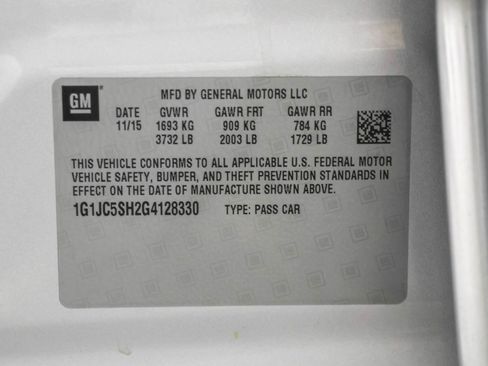 GM
MFD BY GENERAL MOTORS LLC
DATE GVWR GAWR FRT GAWR RR
11/15 1693 KG 909 KG 784 KG
3732 LB 2003 LB 1729 LB
THIS VEHICLE CONFORMS TO ALL APPLICABLE U.S. FEDERAL MOTOR
VEHICLE SAFETY, BUMPER, AND THEFT PREVENTION STANDARDS IN
EFFECT ON THE DATE OF MANUFACTURE SHOWN ABOVE.
1G1JC5SH2G4128330 TYPE: PASS CAR